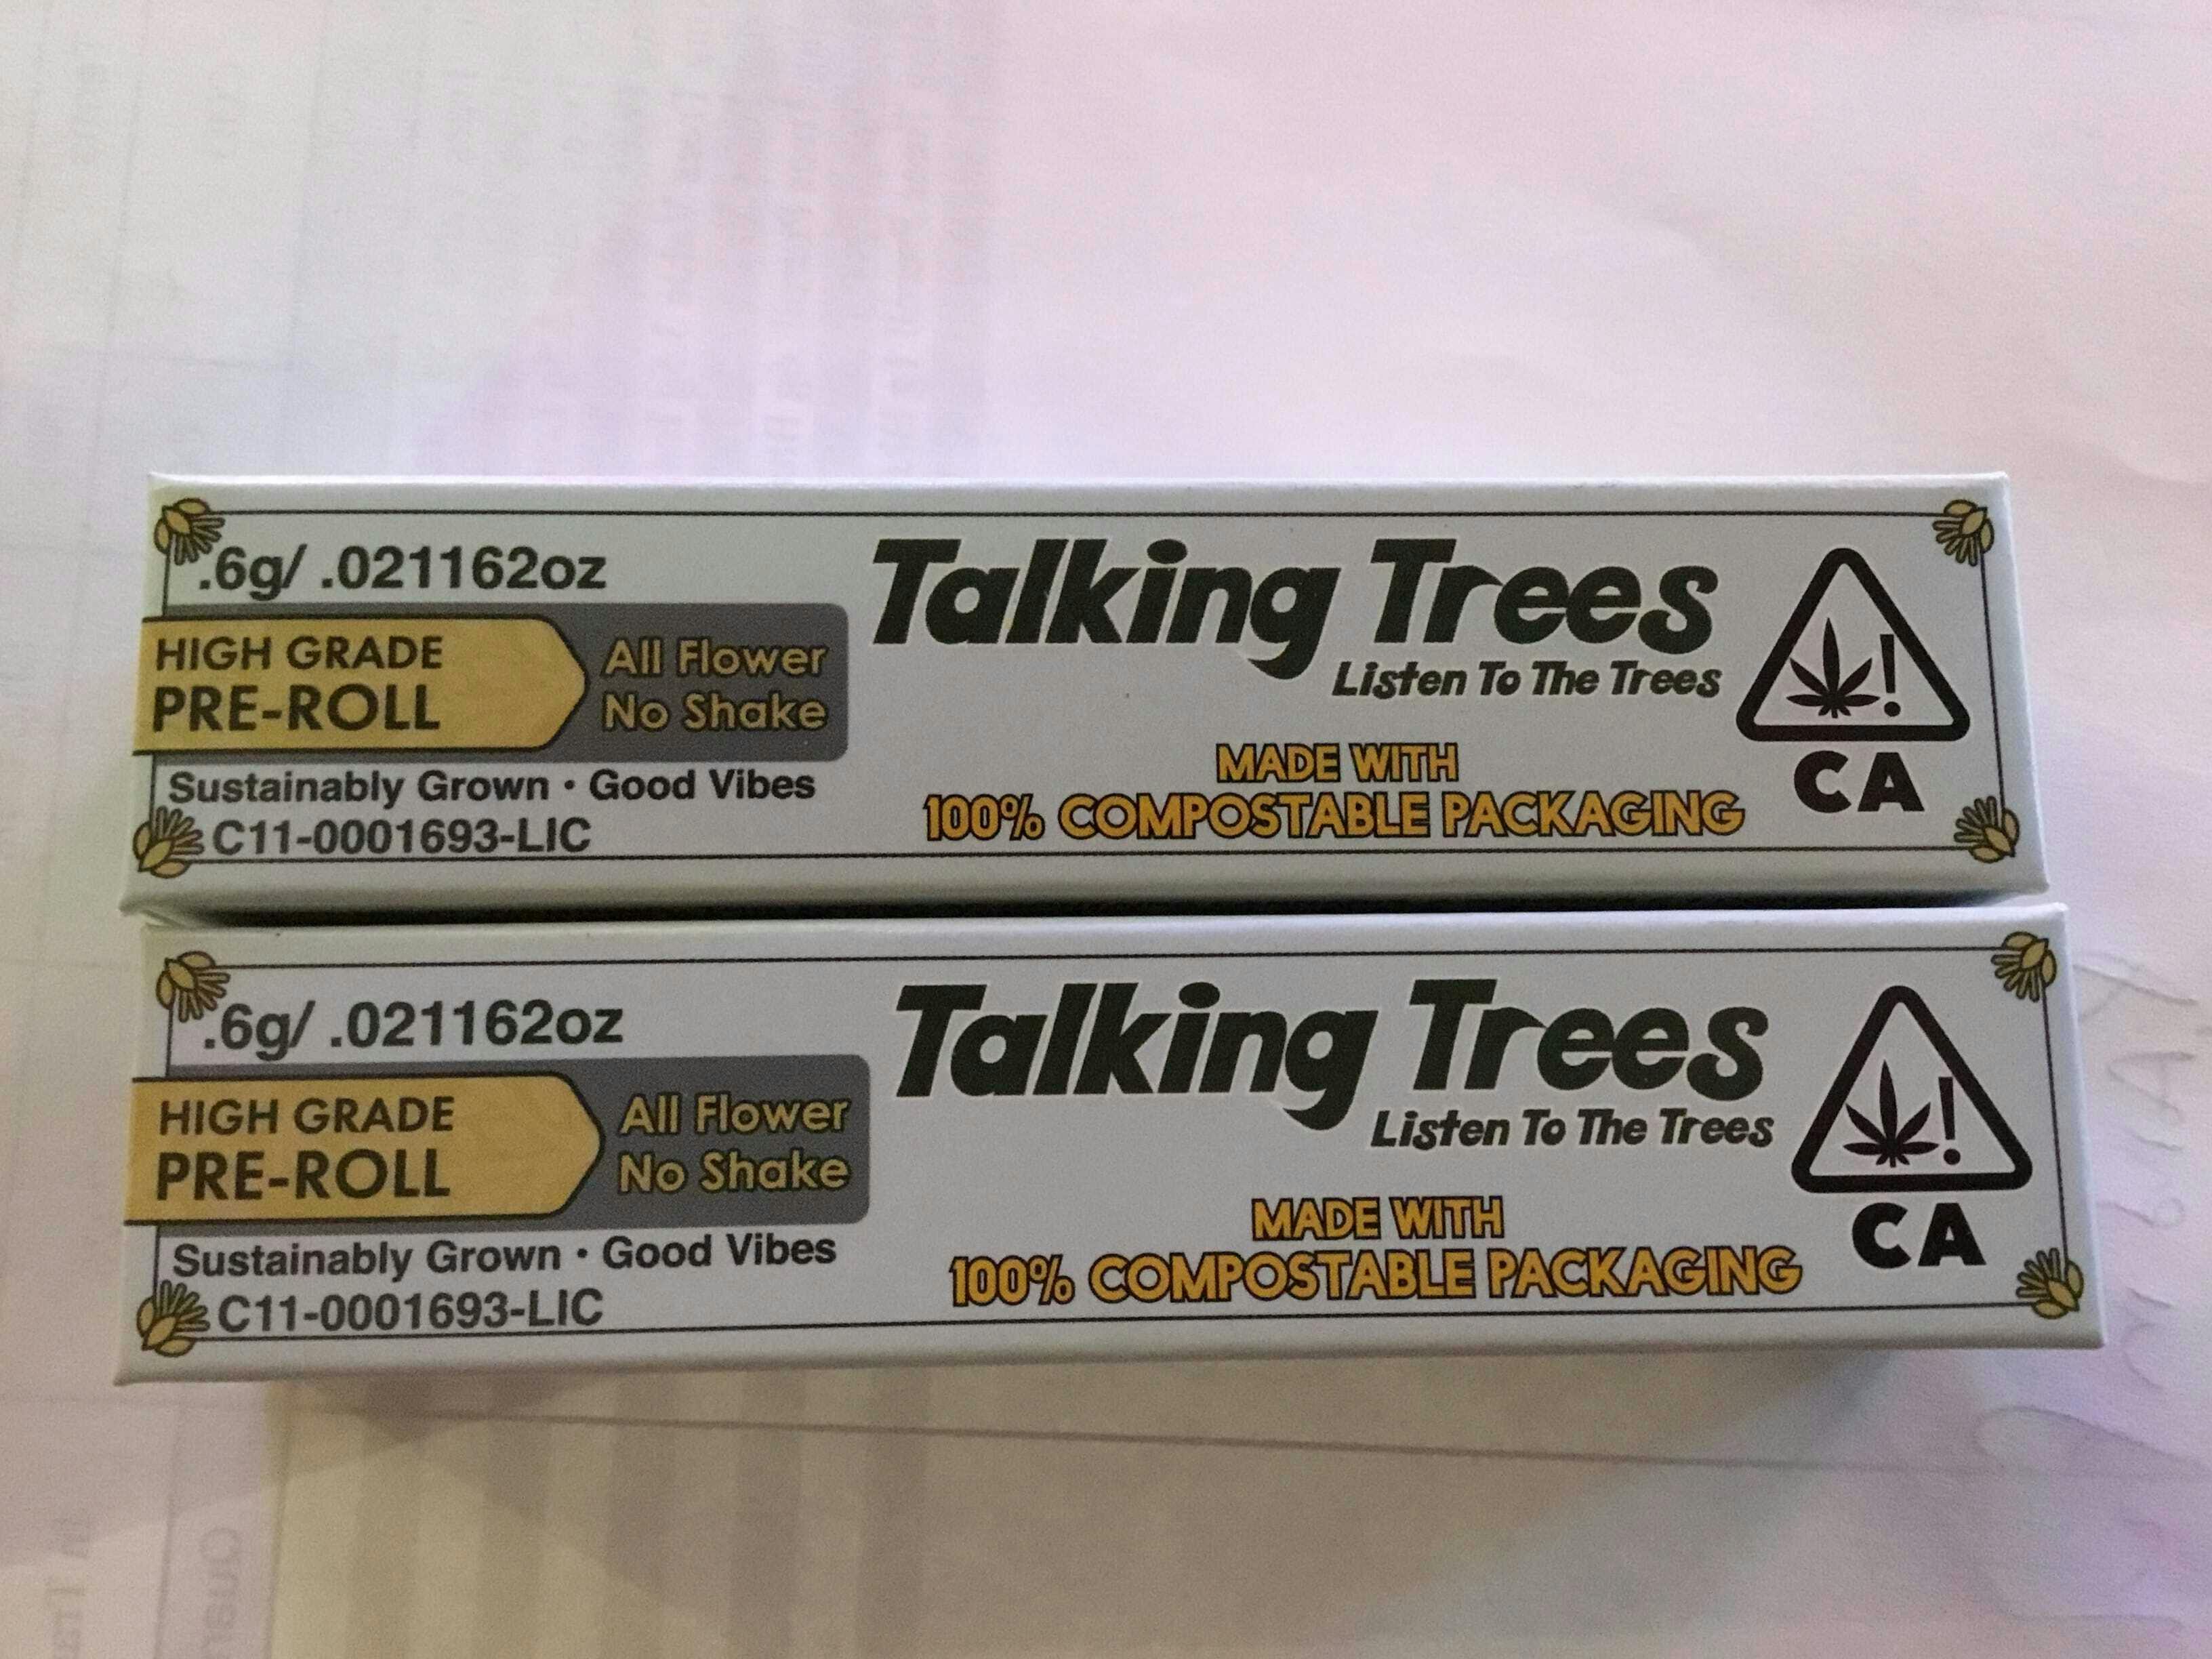 .6g/ .021162oz
HIGH GRADE
PRE-ROLL
All Flower
No Shake
Sustainably Grown · Good Vibes
C11-0001693-LIC
Talking Trees
Listen To The Trees
MADE WITH
100% COMPOSTABLE PACKAGING
!
CA
.6g/ .021162oz
HIGH GRADE
PRE-ROLL
All Flower
No Shake
Sustainably Grown · Good Vibes
C11-0001693-LIC
Talking Trees
Listen To The Trees
MADE WITH
100% COMPOSTABLE PACKAGING
!
CA